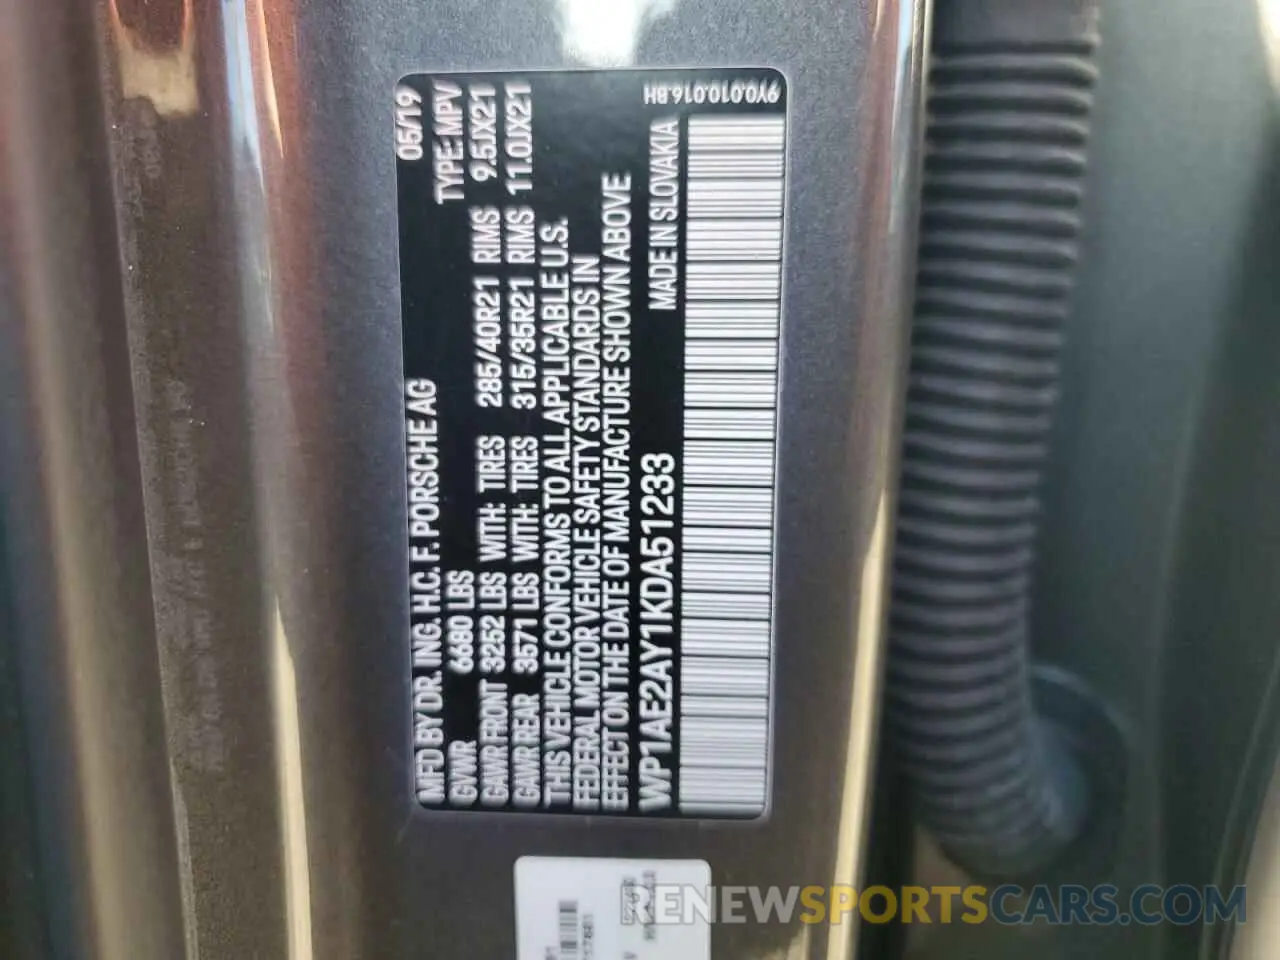 MFD BY DR. ING. H.C. F. PORSCHE AG 05/19
GVWR 6680 LBS TYPE: MPV
GAWR FRONT 3252 LBS WITH: TIRES 285/40R21 RIMS 9.5JX21
GAWR REAR 3571 LBS WITH: TIRES 315/35R21 RIMS 11.0JX21
THIS VEHICLE CONFORMS TO ALL APPLICABLE U.S.
FEDERAL MOTOR VEHICLE SAFETY STANDARDS IN
EFFECT ON THE DATE OF MANUFACTURE SHOWN ABOVE
WP1AE2AY1KDA51233 MADE IN SLOVAKIA
9Y0.010.016.BH
RENEWSPORTSCARS.COM